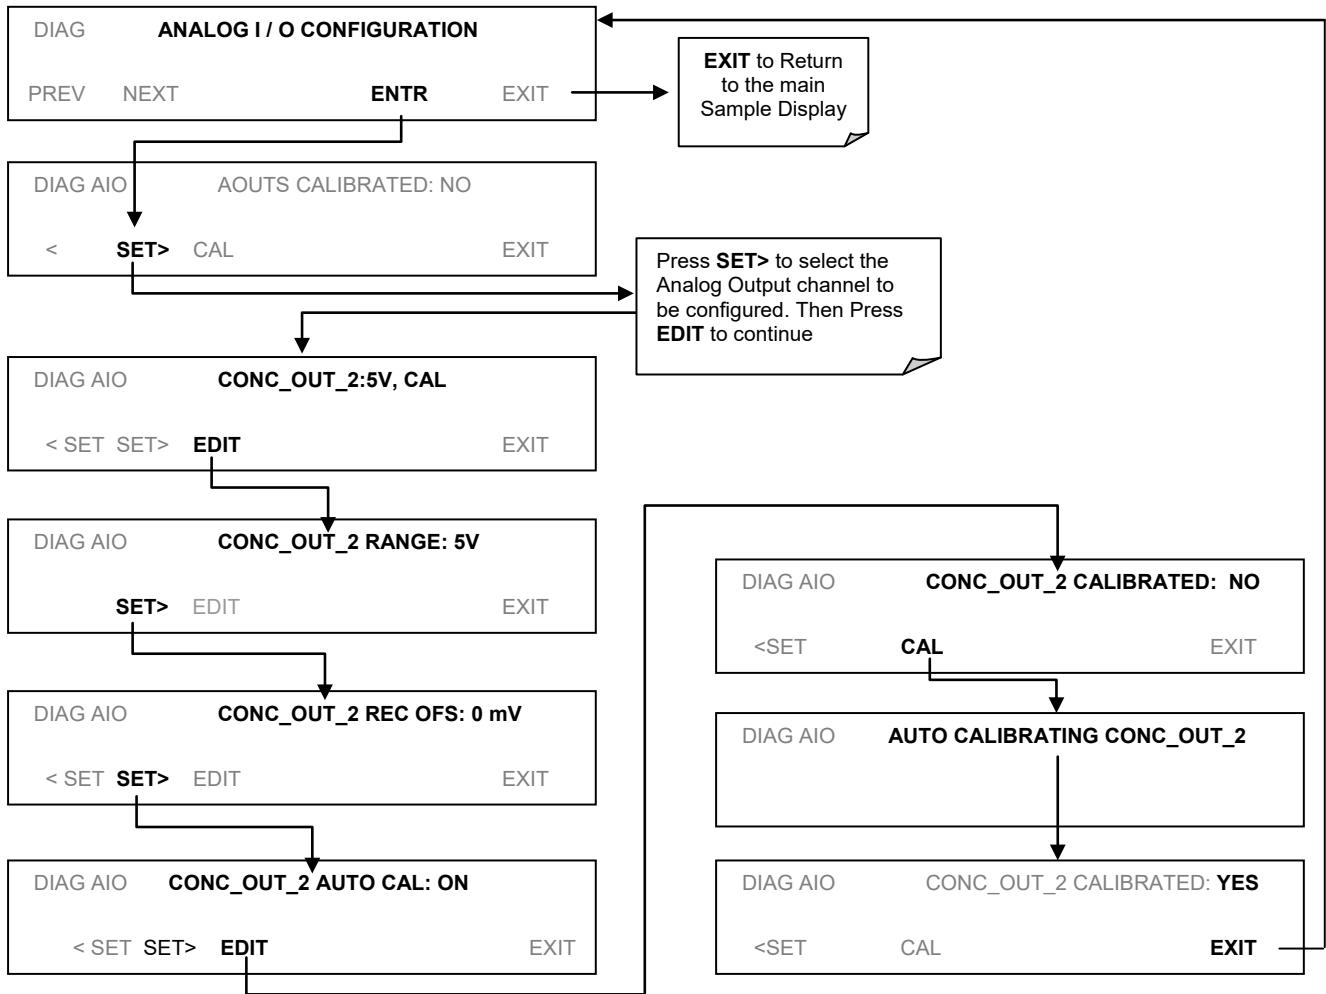 DIAG ANALOG I / O CONFIGURATION
PREV NEXT ENTR EXIT
EXIT to Return
to the main
Sample Display
DIAG AIO AOUTS CALIBRATED: NO
< SET> CAL EXIT
Press SET> to select the
Analog Output channel to
be configured. Then Press
EDIT to continue
DIAG AIO CONC_OUT_2:5V, CAL
< SET SET> EDIT EXIT
DIAG AIO CONC_OUT_2 RANGE: 5V
SET> EDIT EXIT
DIAG AIO CONC_OUT_2 REC OFS: 0 mV
< SET SET> EDIT EXIT
DIAG AIO CONC_OUT_2 AUTO CAL: ON
< SET SET> EDIT EXIT
DIAG AIO CONC_OUT_2 CALIBRATED: NO
<SET CAL EXIT
DIAG AIO AUTO CALIBRATING CONC_OUT_2
DIAG AIO CONC_OUT_2 CALIBRATED: YES
<SET CAL EXIT